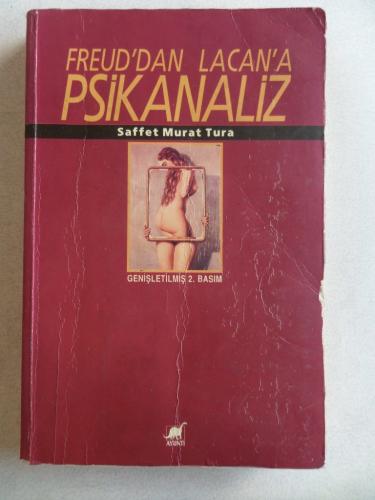 FREUD'DAN LACAN'A
PSİKANALİZ
Saffet Murat Tura
GENİŞLETİLMİŞ 2. BASIM
AYRINTI